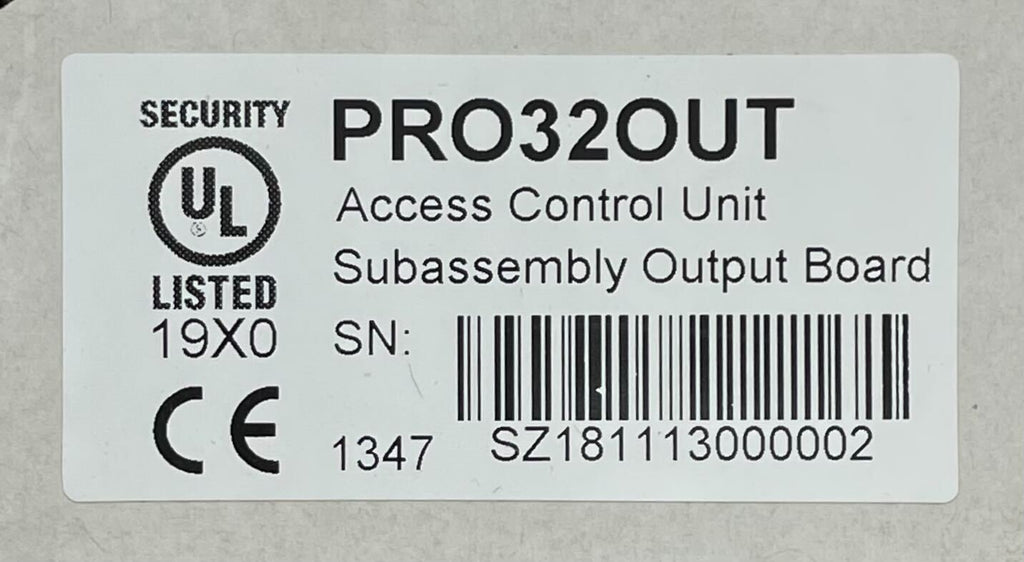 SECURITY
UL
LISTED
19X0
CE
PRO32OUT
Access Control Unit
Subassembly Output Board
SN:
SZ181113000002
1347